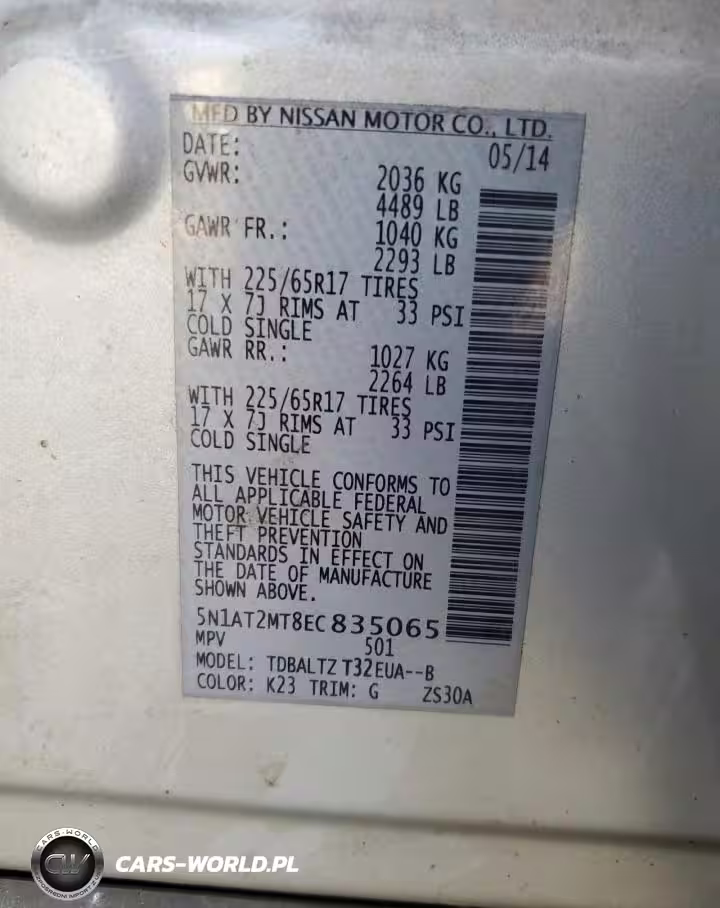 MFD BY NISSAN MOTOR CO., LTD.
DATE: 05/14
GVWR: 2036 KG
4489 LB
GAWR FR.: 1040 KG
2293 LB
WITH 225/65R17 TIRES
17 X 7J RIMS AT 33 PSI
COLD SINGLE
GAWR RR.: 1027 KG
2264 LB
WITH 225/65R17 TIRES
17 X 7J RIMS AT 33 PSI
COLD SINGLE
THIS VEHICLE CONFORMS TO
ALL APPLICABLE FEDERAL
MOTOR VEHICLE SAFETY AND
THEFT PREVENTION
STANDARDS IN EFFECT ON
THE DATE OF MANUFACTURE
SHOWN ABOVE.
5N1AT2MT8EC835065
MPV 501
MODEL: TDBALTZ T32EUA--B
COLOR: K23 TRIM: G ZS30A
CARS-WORLD
CW
CARS-WORLD.PL